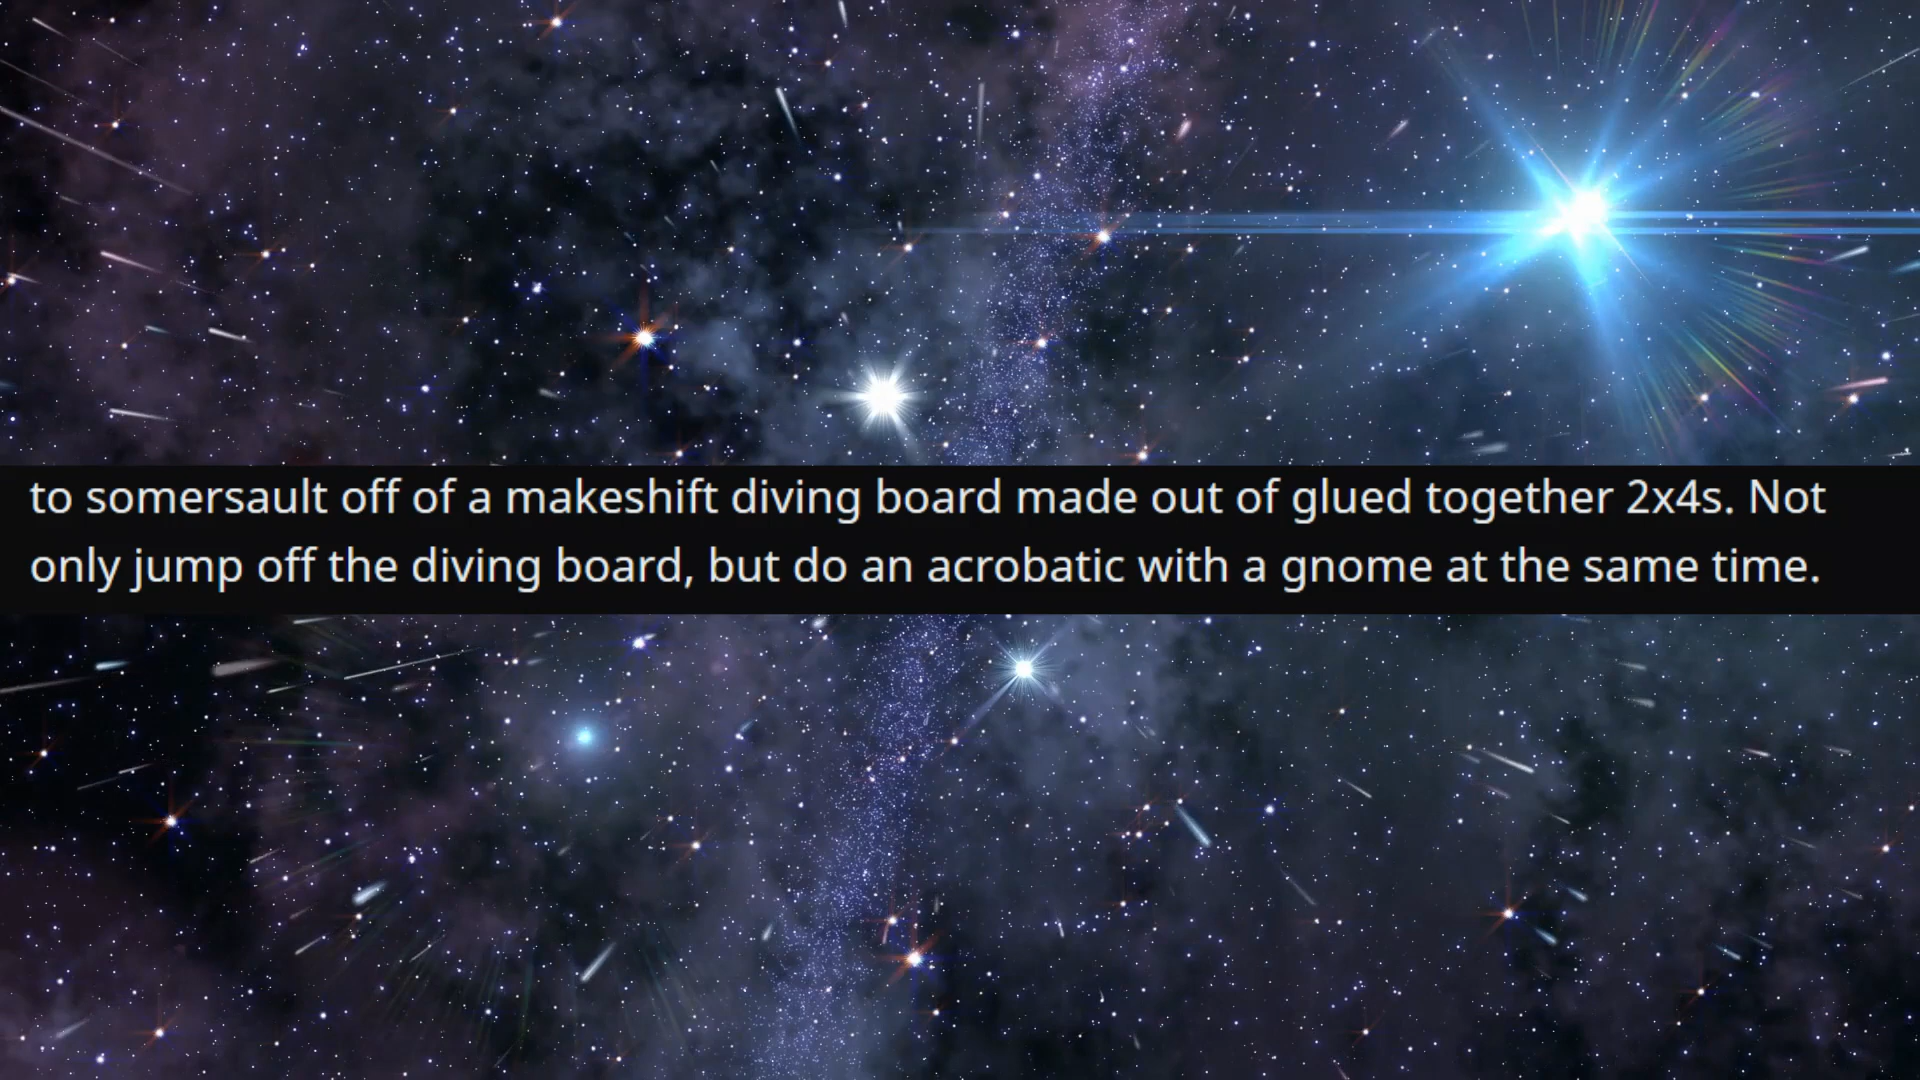 to somersault off of a makeshift diving board made out of glued together 2x4s. Not
only jump off the diving board, but do an acrobatic with a gnome at the same time.